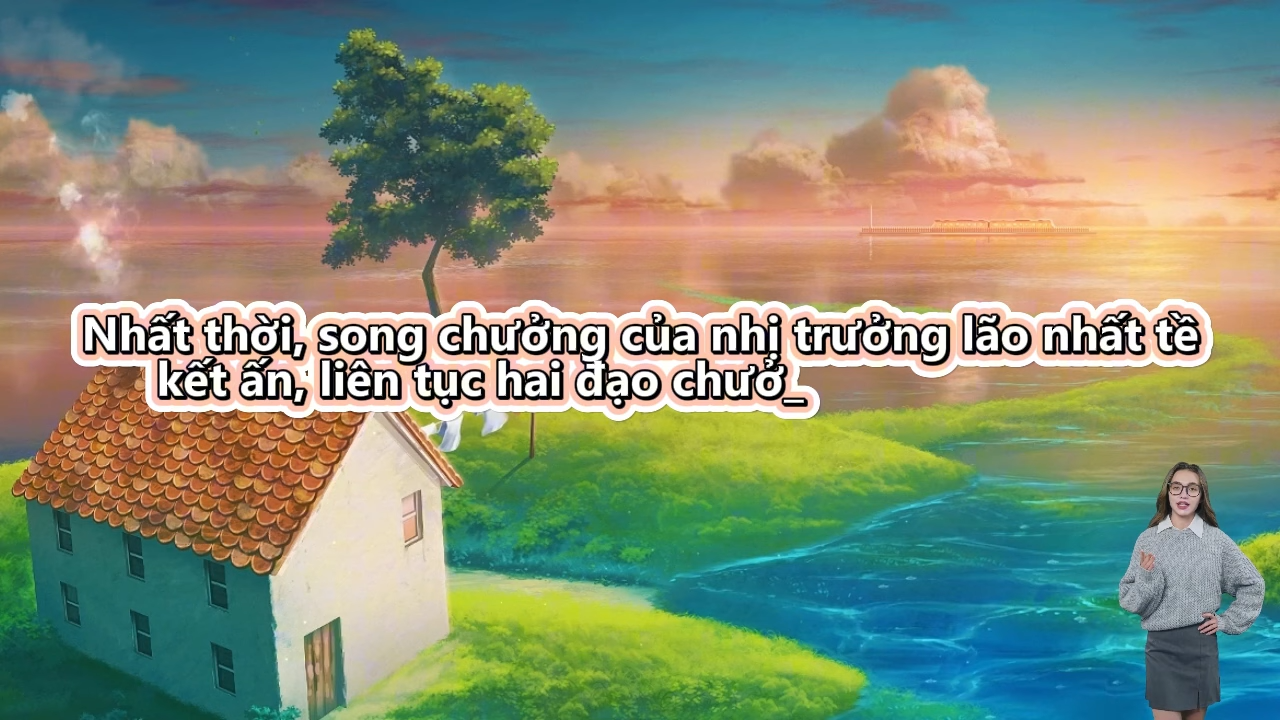 Nhất thời, song chưởng của nhị trưởng lão nhất tề
kết ấn, liên tục hai đạo chưở_